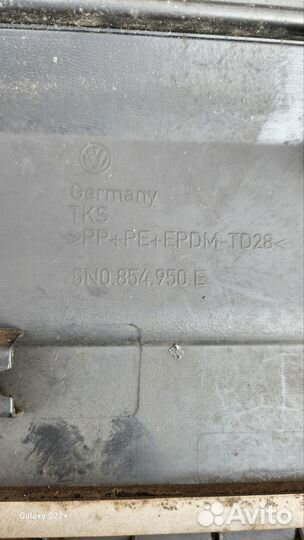 Germany
TKS
>PP+PE+EPDM-TD28<
5N0.854.950.E
Galaxy S22+
Avito